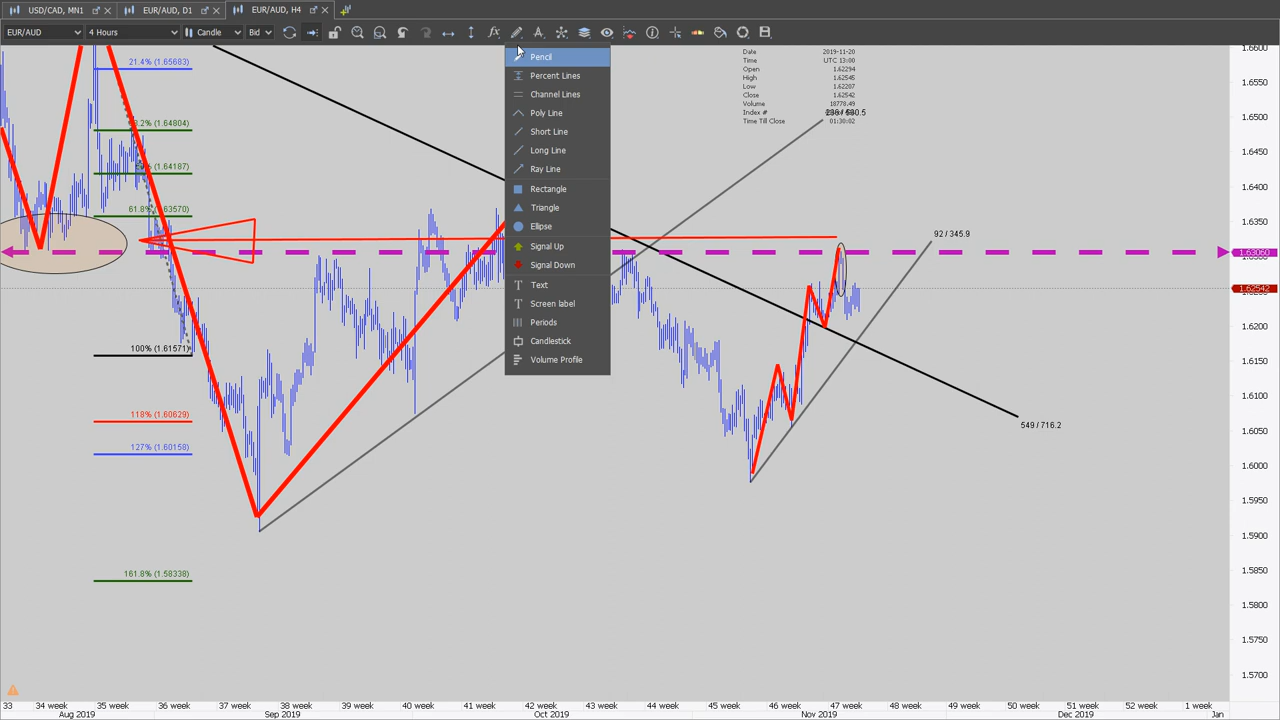 USD/CAD, MN1
EUR/AUD, D1
EUR/AUD, H4
EUR/AUD
4 Hours
Candle
Bid
Pencil
Percent Lines
Channel Lines
Poly Line
Short Line
Long Line
Ray Line
Rectangle
Triangle
Ellipse
Signal Up
Signal Down
Text
Screen label
Periods
Candlestick
Volume Profile
Date 2019-11-20
Time UTC 13:00
Open 1.62294
High 1.62545
Low 1.62207
Close 1.62542
Volume 18778.49
Index #
Time Till Close 01:30:02
92 / 345.9
549 / 716.2
21.4% (1.65683)
(1.64804)
(1.64187)
61.8% (1.63570)
100% (1.61571)
118% (1.60629)
127% (1.60158)
161.8% (1.58338)
1.6600
1.6550
1.6500
1.6450
1.6400
1.6350
1.63060
1.62542
1.6200
1.6150
1.6100
1.6050
1.6000
1.5950
1.5900
1.5850
1.5800
1.5750
1.5700
33 34 week 35 week 36 week 37 week 38 week 39 week 40 week 41 week 42 week 43 week 44 week 45 week 46 week 47 week 48 week 49 week 50 week 51 week 52 week 1 week
Aug 2019 Sep 2019 Oct 2019 Nov 2019 Dec 2019 Jan